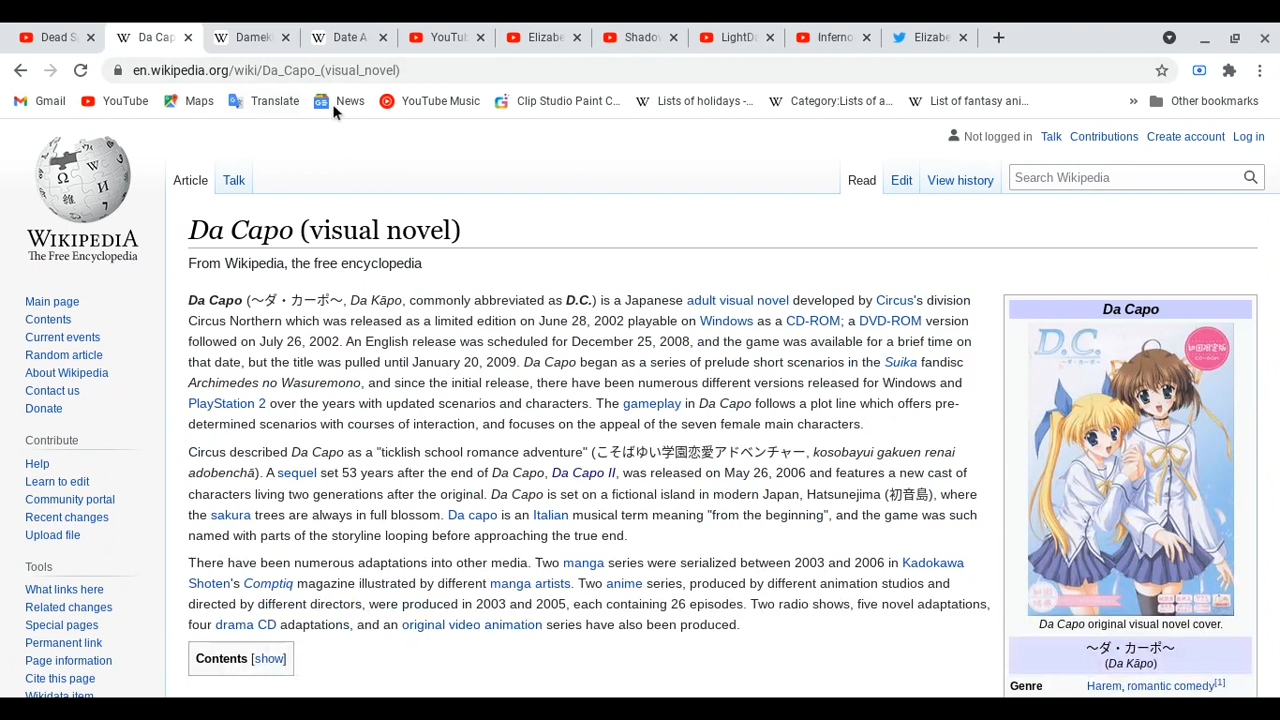 Dead S
Da Cap
Damek
Date A
YouTub
Elizabe
Shadow
LightD
Inferno
Elizabe
en.wikipedia.org/wiki/Da_Capo_(visual_novel)
Gmail
YouTube
Maps
Translate
News
YouTube Music
Clip Studio Paint C...
Lists of holidays -...
Category:Lists of a...
List of fantasy ani...
Other bookmarks
Not logged in Talk Contributions Create account Log in
Article Talk
Read Edit View history
Search Wikipedia
WIKIPEDIA
The Free Encyclopedia
Main page
Contents
Current events
Random article
About Wikipedia
Contact us
Donate
Contribute
Help
Learn to edit
Community portal
Recent changes
Upload file
Tools
What links here
Related changes
Special pages
Permanent link
Page information
Cite this page
Wikidata item
Da Capo (visual novel)
From Wikipedia, the free encyclopedia
Da Capo (〜ダ・カーポ〜, Da Kāpo, commonly abbreviated as D.C.) is a Japanese adult visual novel developed by Circus's division
Circus Northern which was released as a limited edition on June 28, 2002 playable on Windows as a CD-ROM; a DVD-ROM version
followed on July 26, 2002. An English release was scheduled for December 25, 2008, and the game was available for a brief time on
that date, but the title was pulled until January 20, 2009. Da Capo began as a series of prelude short scenarios in the Suika fandisc
Archimedes no Wasuremono, and since the initial release, there have been numerous different versions released for Windows and
PlayStation 2 over the years with updated scenarios and characters. The gameplay in Da Capo follows a plot line which offers pre-
determined scenarios with courses of interaction, and focuses on the appeal of the seven female main characters.
Circus described Da Capo as a "ticklish school romance adventure" (こそばゆい学園恋愛アドベンチャー, kosobayui gakuen renai
adobenchā). A sequel set 53 years after the end of Da Capo, Da Capo II, was released on May 26, 2006 and features a new cast of
characters living two generations after the original. Da Capo is set on a fictional island in modern Japan, Hatsunejima (初音島), where
the sakura trees are always in full blossom. Da capo is an Italian musical term meaning "from the beginning", and the game was such
named with parts of the storyline looping before approaching the true end.
There have been numerous adaptations into other media. Two manga series were serialized between 2003 and 2006 in Kadokawa
Shoten's Comptiq magazine illustrated by different manga artists. Two anime series, produced by different animation studios and
directed by different directors, were produced in 2003 and 2005, each containing 26 episodes. Two radio shows, five novel adaptations,
four drama CD adaptations, and an original video animation series have also been produced.
Contents [show]
Da Capo
D.C.
初回限定版
CD-ROM
Da Capo original visual novel cover.
〜ダ・カーポ〜
(Da Kāpo)
Genre Harem, romantic comedy[1]